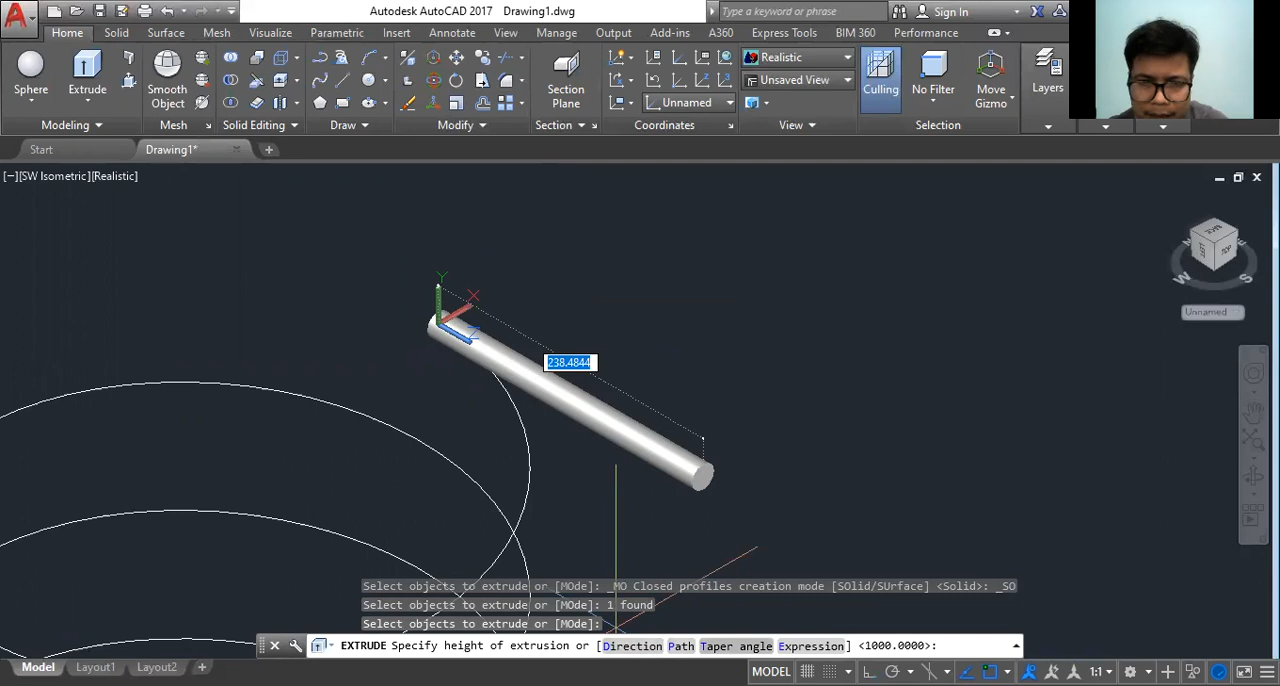 Autodesk AutoCAD 2017 Drawing1.dwg
Type a keyword or phrase
Sign In
Home Solid Surface Mesh Visualize Parametric Insert Annotate View Manage Output Add-ins A360 Express Tools BIM 360 Performance
Sphere
Extrude
Smooth
Object
Section
Plane
Realistic
Unsaved View
Unnamed
Culling
No Filter
Move
Gizmo
Layers
Modeling Mesh Solid Editing Draw Modify Section Coordinates View Selection
Start Drawing1*
[−][SW Isometric][Realistic]
Y
X
Z
238.4844
TOP
W
S
Unnamed
Select objects to extrude or [MOde]: _MO Closed profiles creation mode [SOlid/SUrface] <Solid>: _SO
Select objects to extrude or [MOde]: 1 found
Select objects to extrude or [MOde]:
EXTRUDE Specify height of extrusion or [Direction Path Taper angle Expression] <1000.0000>:
Model Layout1 Layout2
MODEL
1:1